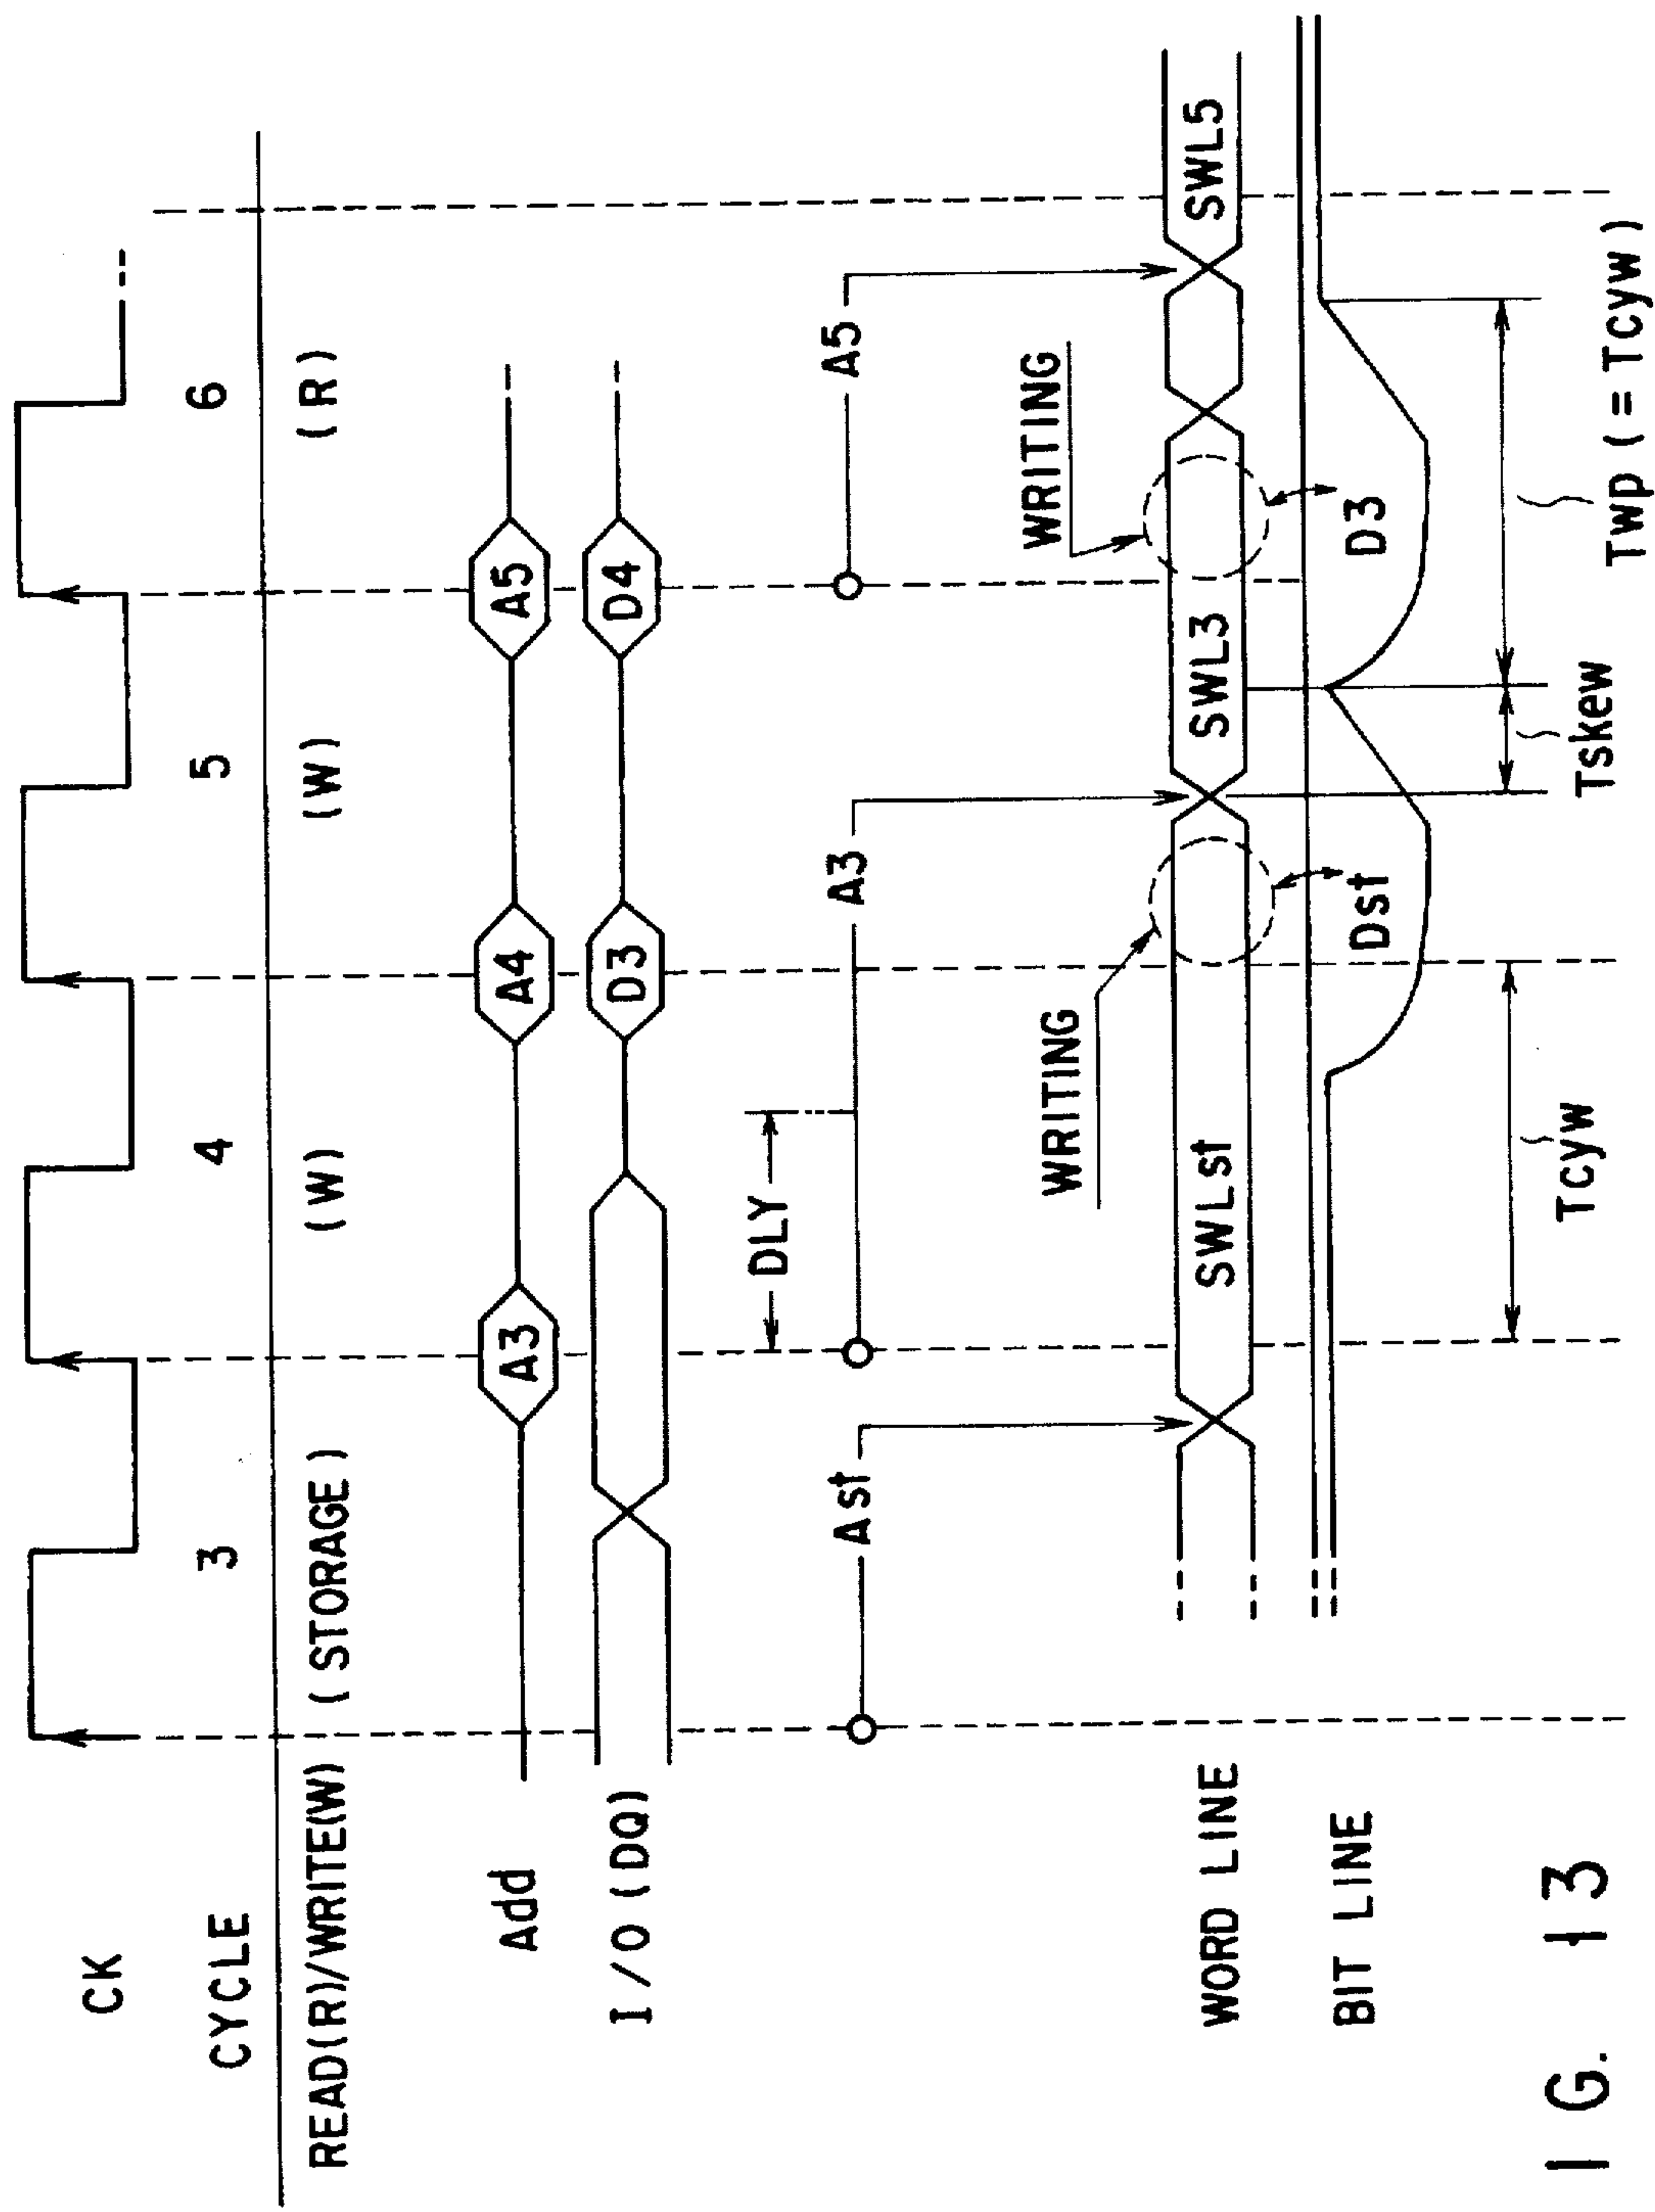 CK
CYCLE 3 4 5 6
READ(R)/WRITE(W) (STORAGE) (W) (W) (R)
Add A3 A4 A5
I/O(DQ) D3 D4
DLY
Ast A3 A5
WRITING WRITING
WORD LINE SWLst SWL3 SWL5
BIT LINE Dst D3
Tcyw Tskew Twp(=Tcyw)
IG. 13